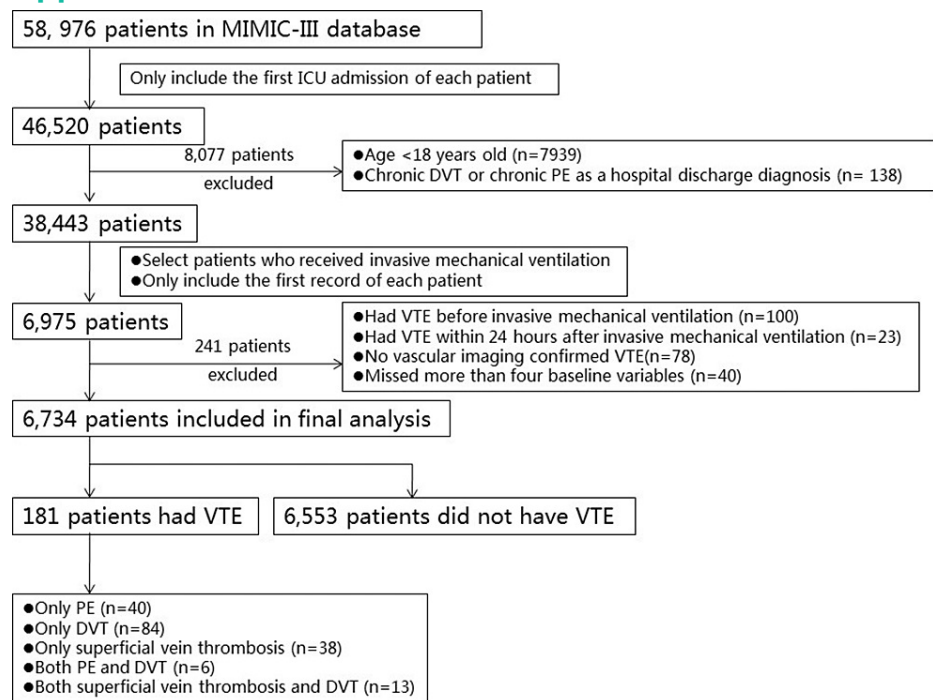 58, 976 patients in MIMIC-III database
Only include the first ICU admission of each patient
46,520 patients
8,077 patients
excluded
●Age <18 years old (n=7939)
●Chronic DVT or chronic PE as a hospital discharge diagnosis (n= 138)
38,443 patients
●Select patients who received invasive mechanical ventilation
●Only include the first record of each patient
6,975 patients
241 patients
excluded
●Had VTE before invasive mechanical ventilation (n=100)
●Had VTE within 24 hours after invasive mechanical ventilation (n=23)
●No vascular imaging confirmed VTE(n=78)
●Missed more than four baseline variables (n=40)
6,734 patients included in final analysis
181 patients had VTE
6,553 patients did not have VTE
●Only PE (n=40)
●Only DVT (n=84)
●Only superficial vein thrombosis (n=38)
●Both PE and DVT (n=6)
●Both superficial vein thrombosis and DVT (n=13)